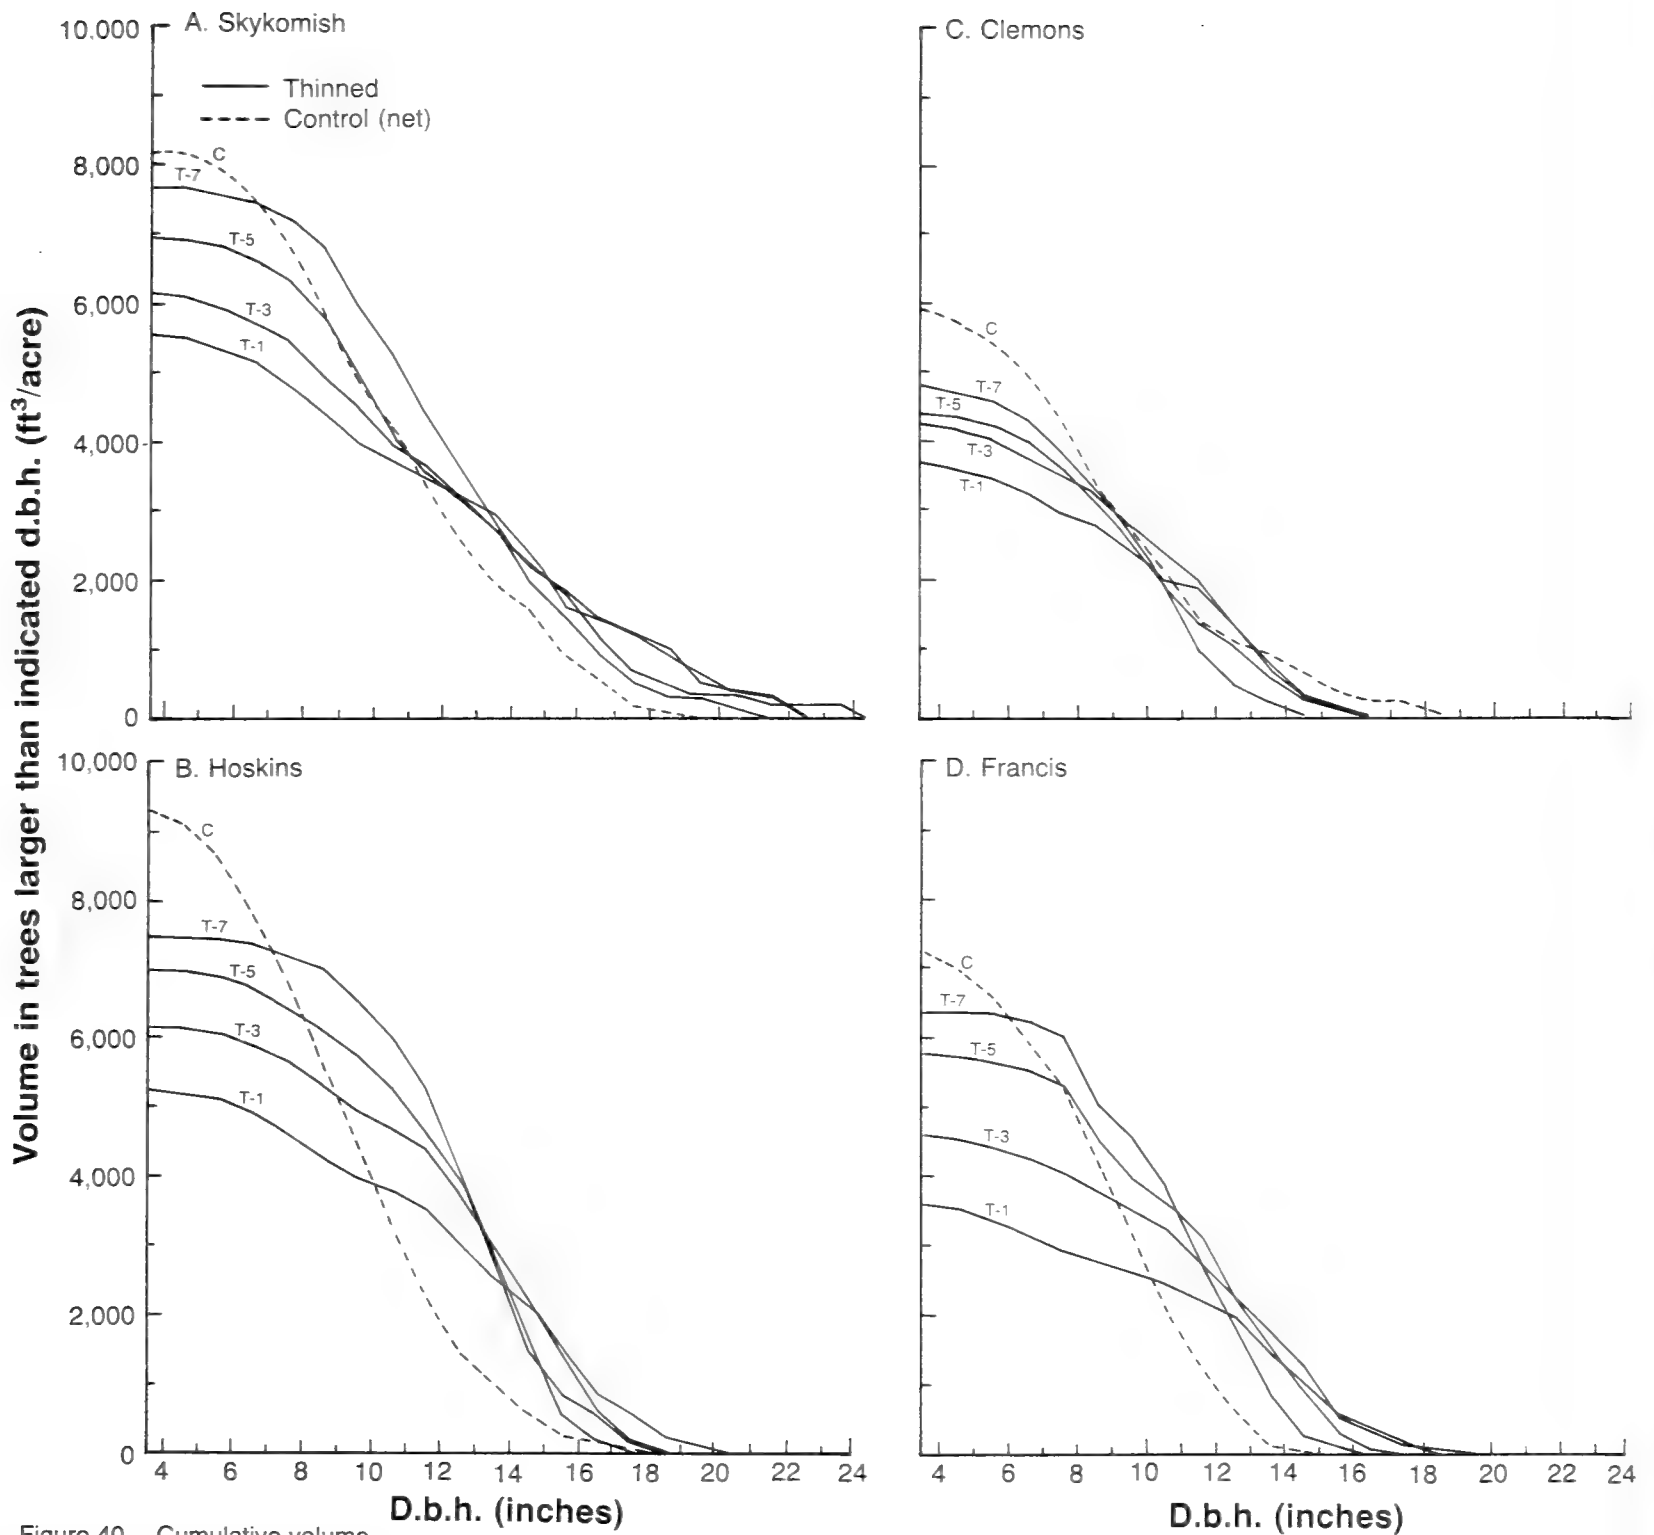 Volume in trees larger than indicated d.b.h. (ft³/acre)
A. Skykomish
Thinned
Control (net)
10.000
8,000
6,000
4,000
2,000
0
C
T-7
T-5
T-3
T-1
C. Clemons
C
T-7
T-5
T-3
T-1
B. Hoskins
10,000
8,000
6,000
4,000
2,000
0
C
T-7
T-5
T-3
T-1
4 6 8 10 12 14 16 18 20 22 24
D.b.h. (inches)
D. Francis
C
T-7
T-5
T-3
T-1
4 6 8 10 12 14 16 18 20 22 24
D.b.h. (inches)
Figure 40. Cumulative volume